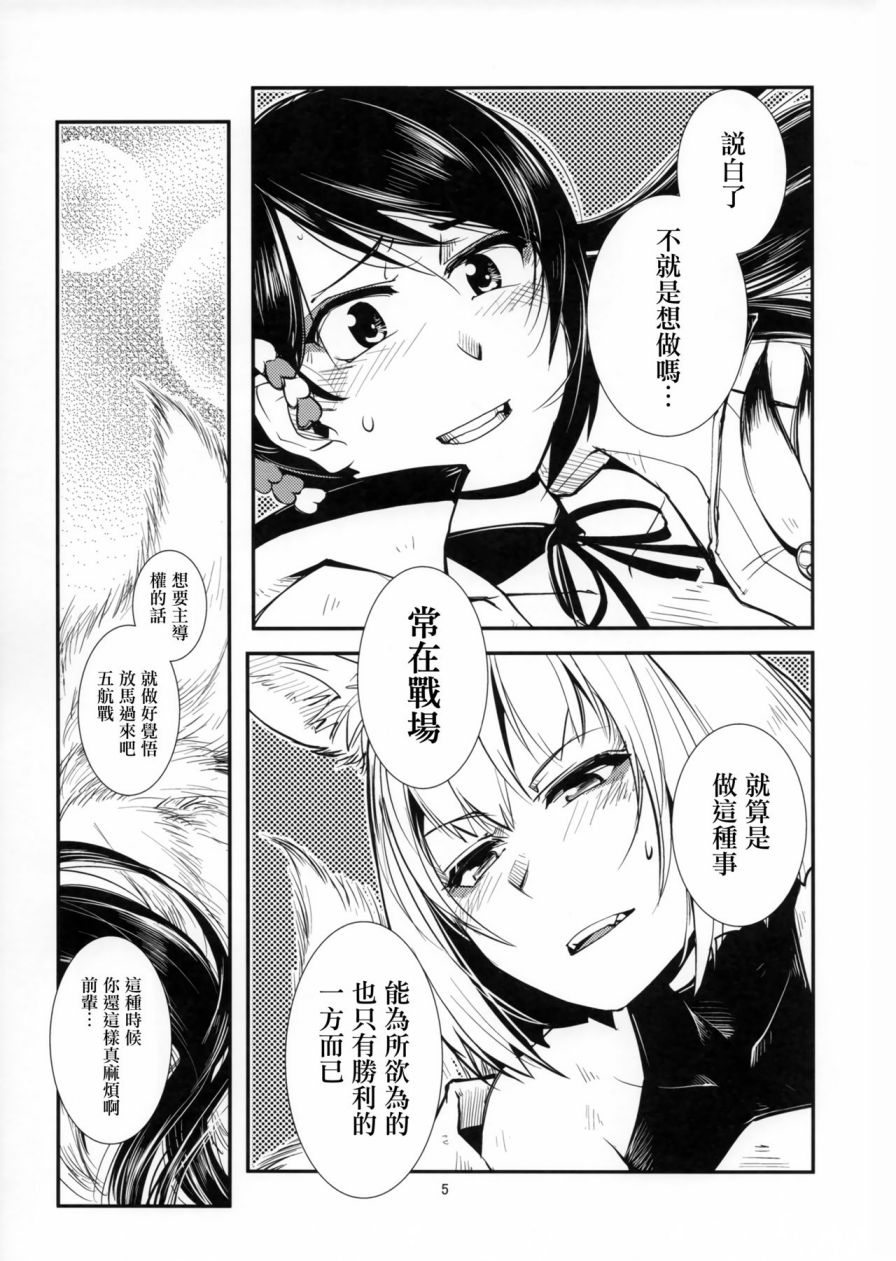 説白了
不就是想做嗎…
常在戰場
就算是
做這種事
能為所欲為的
也只有勝利的
一方而已
想要主導
權的話
就做好覺悟
放馬過來吧
五航戰
這種時候
你還這樣真麻煩啊
前輩…
5